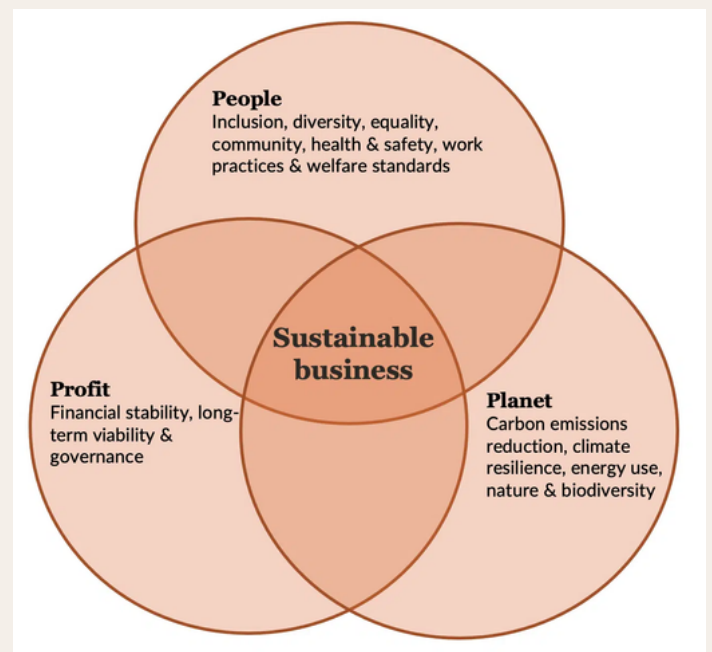 People
Inclusion, diversity, equality,
community, health & safety, work
practices & welfare standards
Sustainable
business
Profit
Financial stability, long-
term viability &
governance
Planet
Carbon emissions
reduction, climate
resilience, energy use,
nature & biodiversity